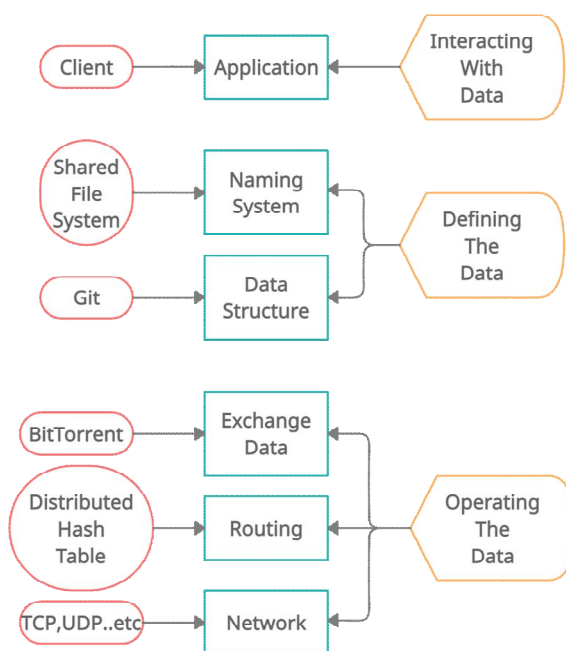 Client
Application
Interacting
With
Data
Shared
File
System
Naming
System
Defining
The
Data
Git
Data
Structure
BitTorrent
Exchange
Data
Distributed
Hash
Table
Routing
Operating
The
Data
TCP,UDP..etc
Network